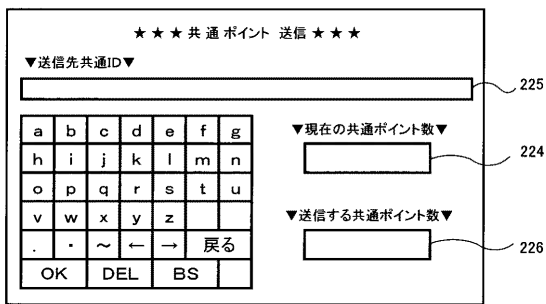 ★ ★ ★ 共 通 ポイント 送信 ★ ★ ★
▼送信先共通ID▼
225
a b c d e f g
h i j k l m n
o p q r s t u
v w x y z
. ・ ～ ← → 戻る
OK DEL BS
▼現在の共通ポイント数▼
224
▼送信する共通ポイント数▼
226